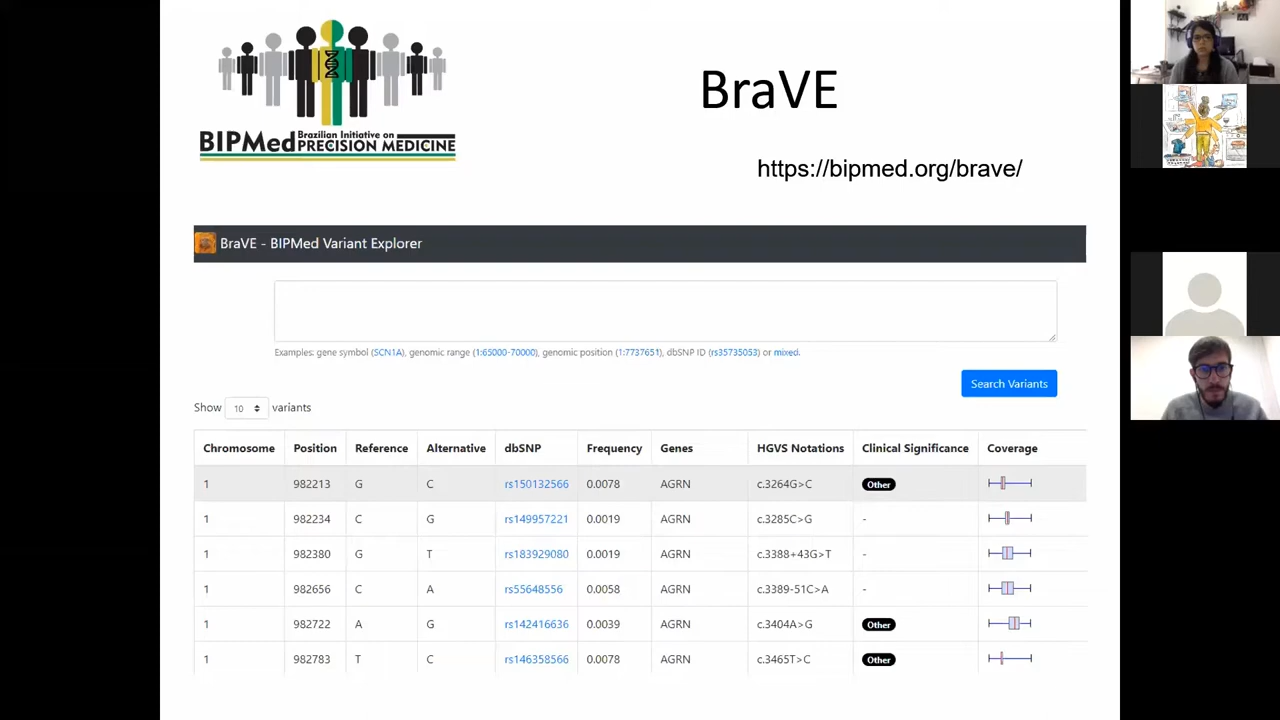 BraVE
BIPMed Brazilian Initiative on PRECISION MEDICINE
https://bipmed.org/brave/
BraVE - BIPMed Variant Explorer
Examples: gene symbol (SCN1A), genomic range (1:65000-70000), genomic position (1:7737651), dbSNP ID (rs35735053) or mixed.
Search Variants
Show 10 variants
Chromosome Position Reference Alternative dbSNP Frequency Genes HGVS Notations Clinical Significance Coverage
1 982213 G C rs150132566 0.0078 AGRN c.3264G>C Other
1 982234 C G rs149957221 0.0019 AGRN c.3285C>G -
1 982380 G T rs183929080 0.0019 AGRN c.3388+43G>T -
1 982656 C A rs55648556 0.0058 AGRN c.3389-51C>A -
1 982722 A G rs142416636 0.0039 AGRN c.3404A>G Other
1 982783 T C rs146358566 0.0078 AGRN c.3465T>C Other